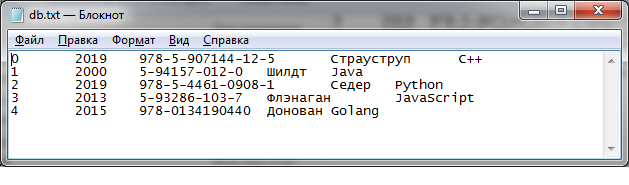 db.txt — Блокнот
Файл Правка Формат Вид Справка
0 2019 978-5-907144-12-5 Страуструп C++
1 2000 5-94157-012-0 Шилдт Java
2 2019 978-5-4461-0908-1 Седер Python
3 2013 5-93286-103-7 Флэнаган JavaScript
4 2015 978-0134190440 Донован Golang